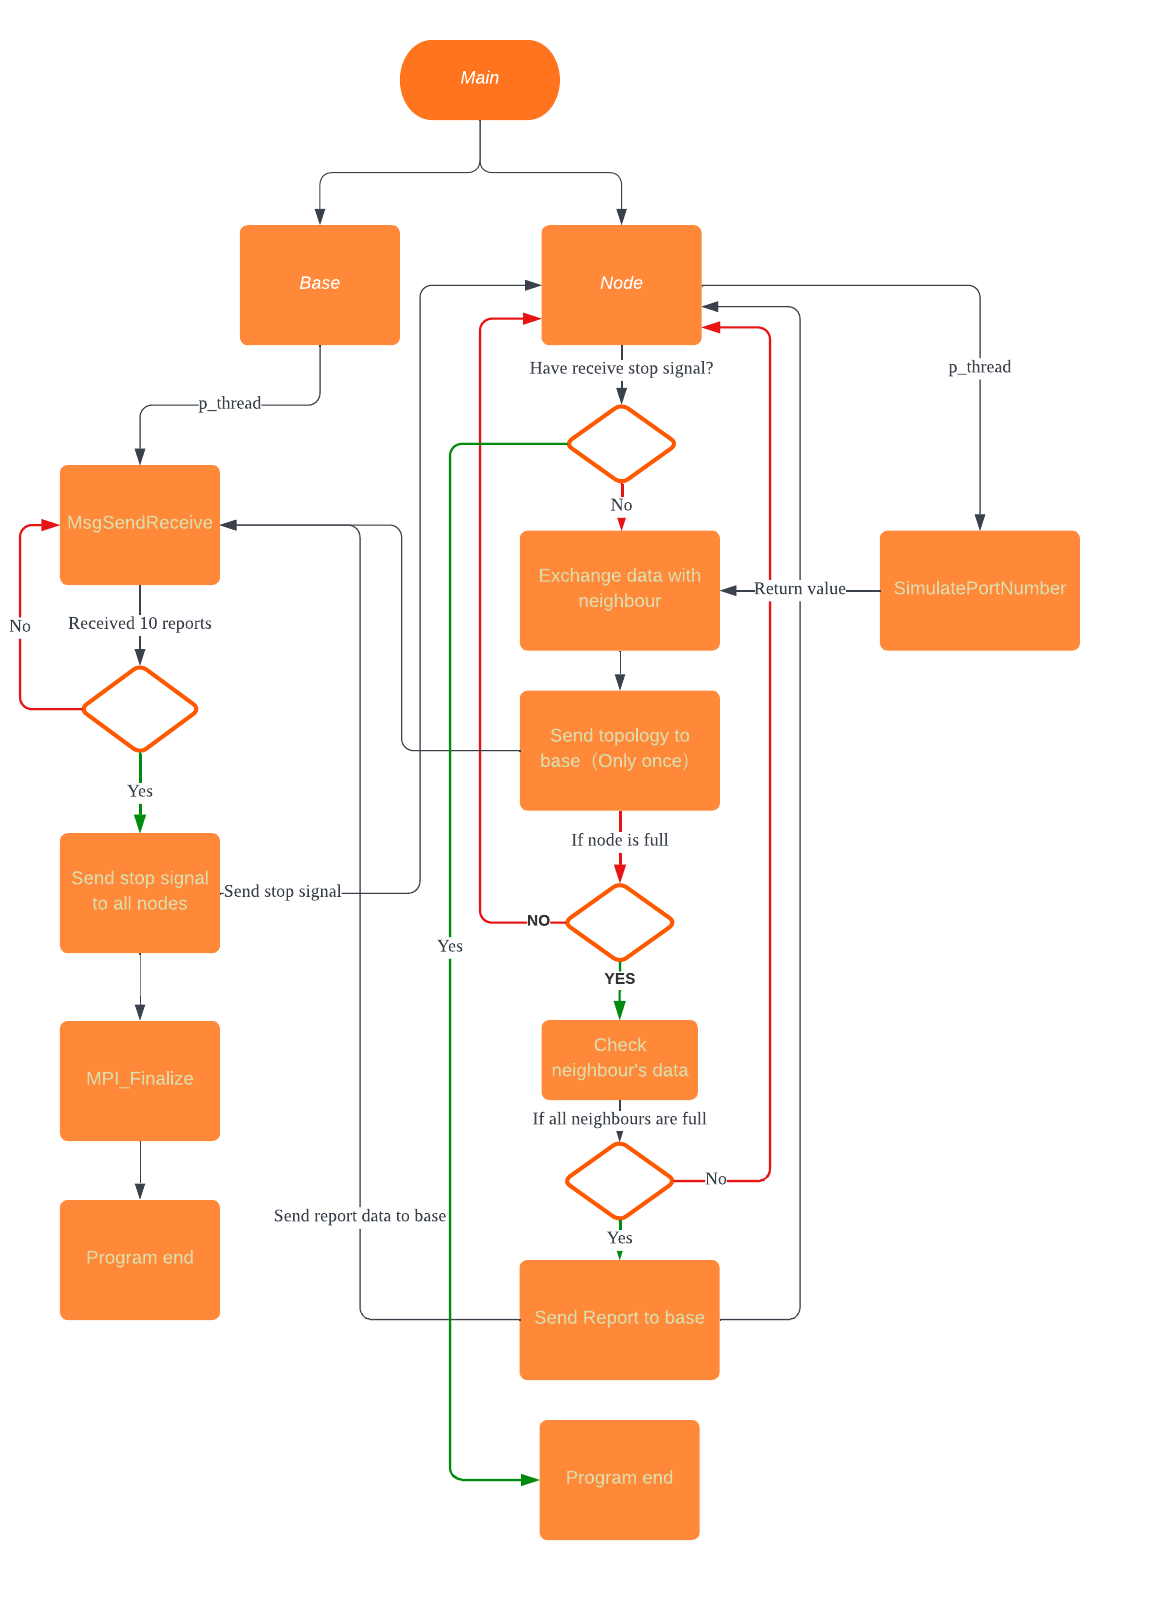 Main
Base
Node
Have receive stop signal?
p_thread
p_thread
No
MsgSendReceive
Exchange data with
neighbour
Return value
SimulatePortNumber
No
Received 10 reports
Send topology to
base（Only once）
Yes
If node is full
Send stop signal
to all nodes
Send stop signal
NO
Yes
YES
Check
neighbour's data
MPI_Finalize
If all neighbours are full
No
Send report data to base
Yes
Program end
Send Report to base
Program end